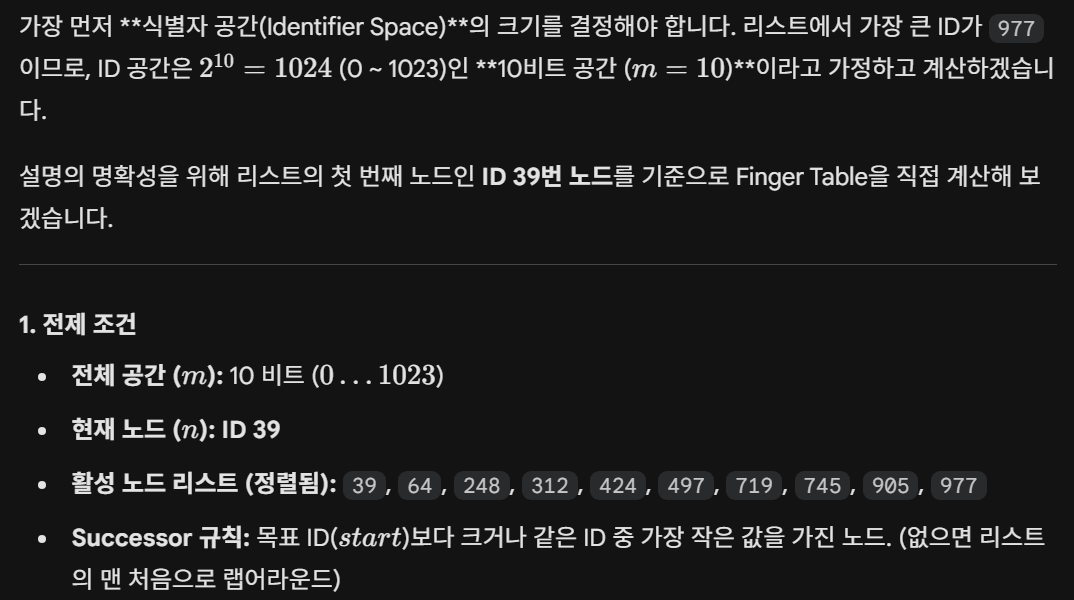 가장 먼저 **식별자 공간(Identifier Space)**의 크기를 결정해야 합니다. 리스트에서 가장 큰 ID가 977
이므로, ID 공간은 2^10 = 1024 (0 ~ 1023)인 **10비트 공간 (m = 10)**이라고 가정하고 계산하겠습니
다.
설명의 명확성을 위해 리스트의 첫 번째 노드인 ID 39번 노드를 기준으로 Finger Table을 직접 계산해 보
겠습니다.
1. 전제 조건
• 전체 공간 (m): 10 비트 (0 … 1023)
• 현재 노드 (n): ID 39
• 활성 노드 리스트 (정렬됨): 39, 64, 248, 312, 424, 497, 719, 745, 905, 977
• Successor 규칙: 목표 ID(start)보다 크거나 같은 ID 중 가장 작은 값을 가진 노드. (없으면 리스트
의 맨 처음으로 랩어라운드)